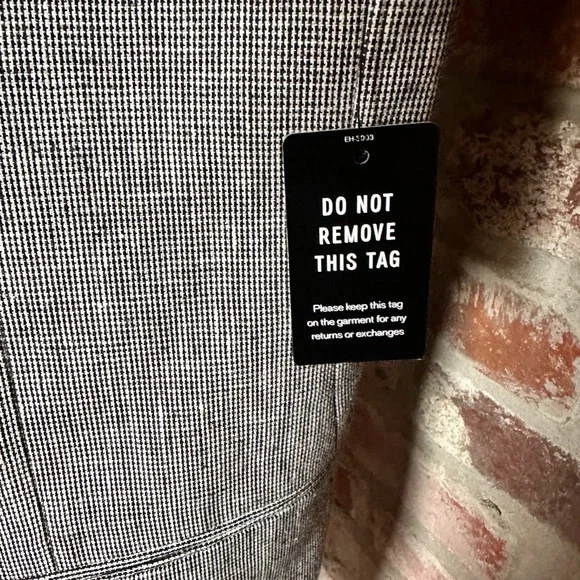 DO NOT
REMOVE
THIS TAG
Please keep this tag
on the garment for any
returns or exchanges